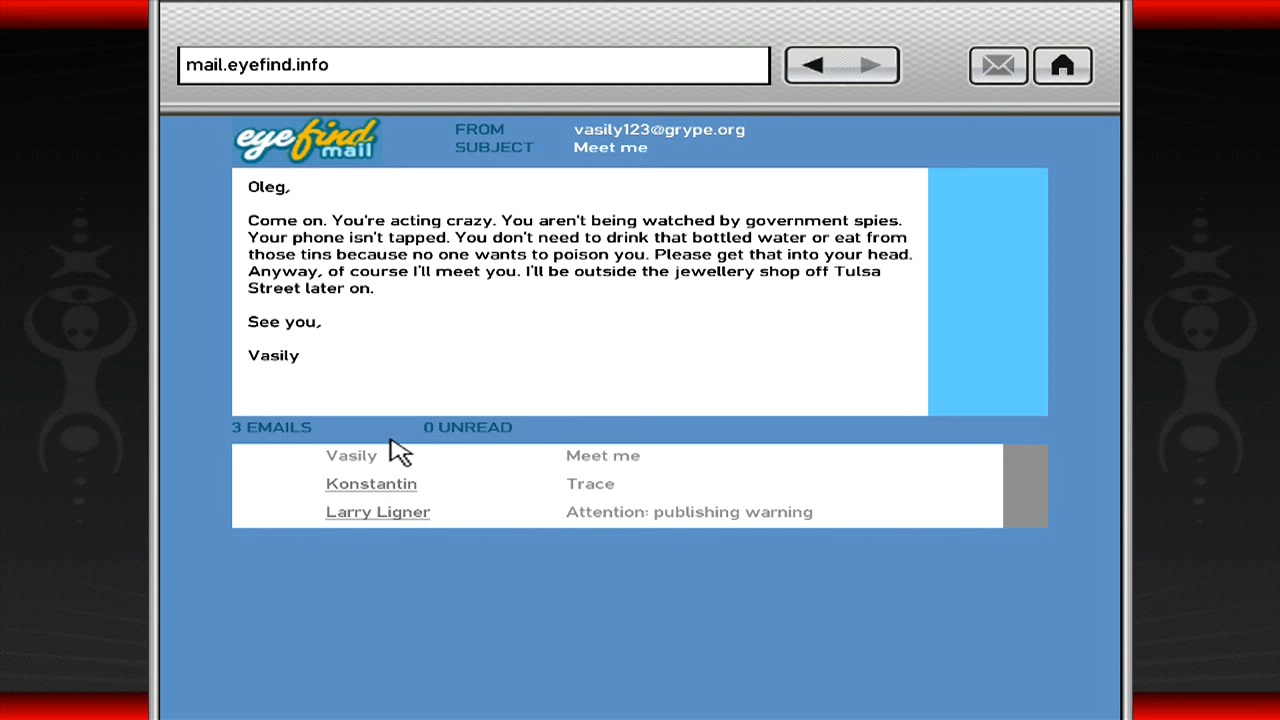 mail.eyefind.info
eyefind mail
FROM vasily123@grype.org
SUBJECT Meet me
Oleg,
Come on. You're acting crazy. You aren't being watched by government spies.
Your phone isn't tapped. You don't need to drink that bottled water or eat from
those tins because no one wants to poison you. Please get that into your head.
Anyway, of course I'll meet you. I'll be outside the jewellery shop off Tulsa
Street later on.
See you,
Vasily
3 EMAILS 0 UNREAD
Vasily Meet me
Konstantin Trace
Larry Ligner Attention: publishing warning